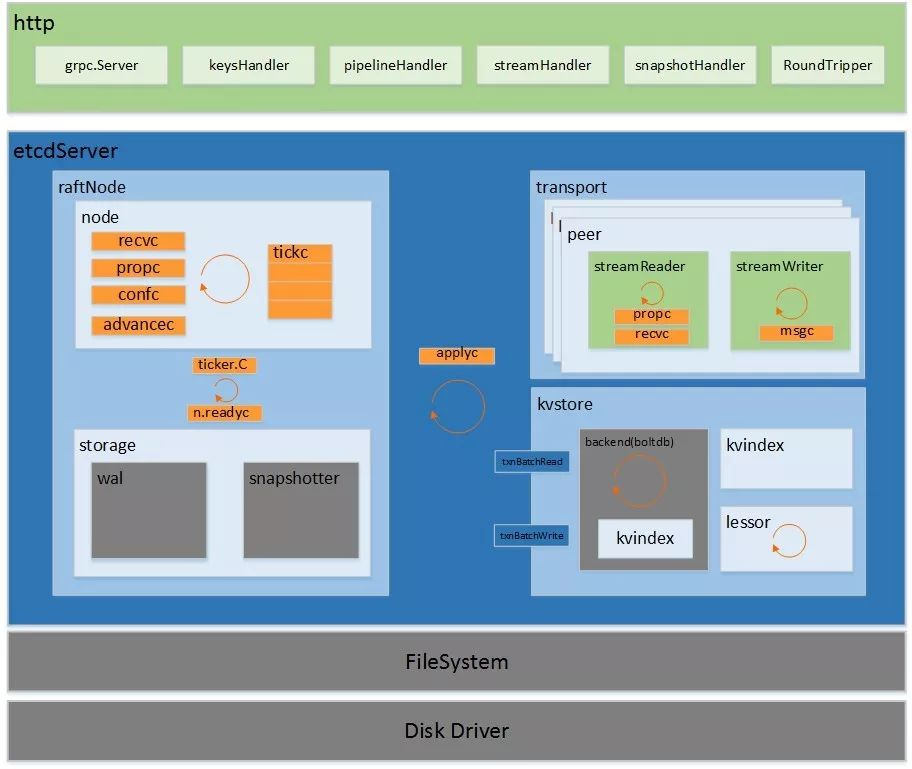 http
grpc.Server
keysHandler
pipelineHandler
streamHandler
snapshotHandler
RoundTripper
etcdServer
raftNode
node
recvc
propc
confc
advancec
tickc
ticker.C
n.readyc
storage
wal
snapshotter
applyc
transport
peer
streamReader
propc
recvc
streamWriter
msgc
kvstore
txnBatchRead
txnBatchWrite
backend(boltdb)
kvindex
kvindex
lessor
FileSystem
Disk Driver